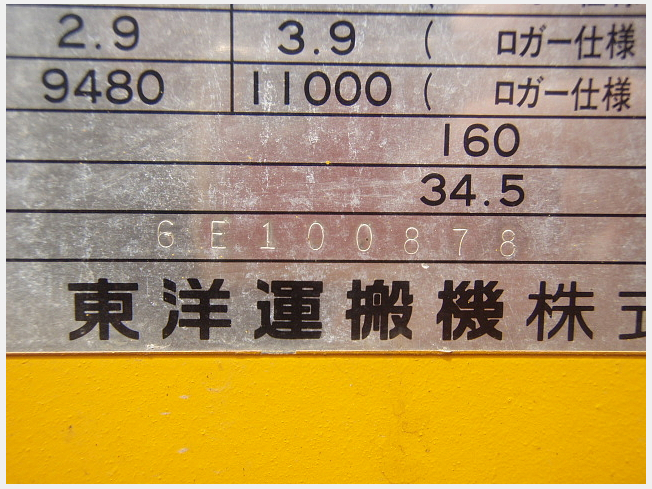 2.9 3.9 ( ロガー仕様
9480 11000 ( ロガー仕様
160
34.5
6E100878
東洋運搬機株式